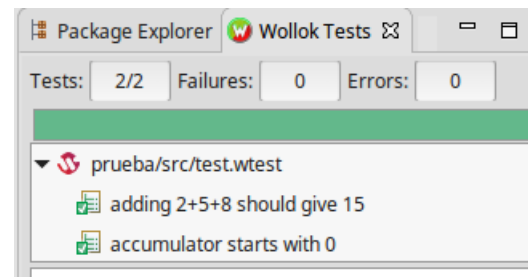 Package Explorer Wollok Tests
Tests: 2/2 Failures: 0 Errors: 0
prueba/src/test.wtest
adding 2+5+8 should give 15
accumulator starts with 0